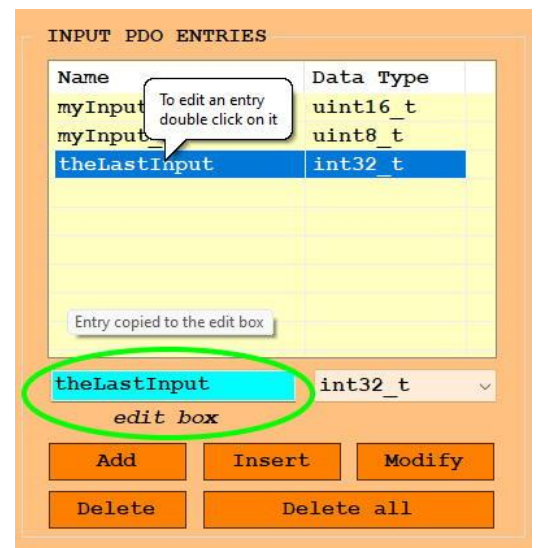 INPUT PDO ENTRIES
Name Data Type
To edit an entry
double click on it
myInput uint16_t
myInput uint8_t
theLastInput int32_t
Entry copied to the edit box
theLastInput int32_t
edit box
Add Insert Modify
Delete Delete all